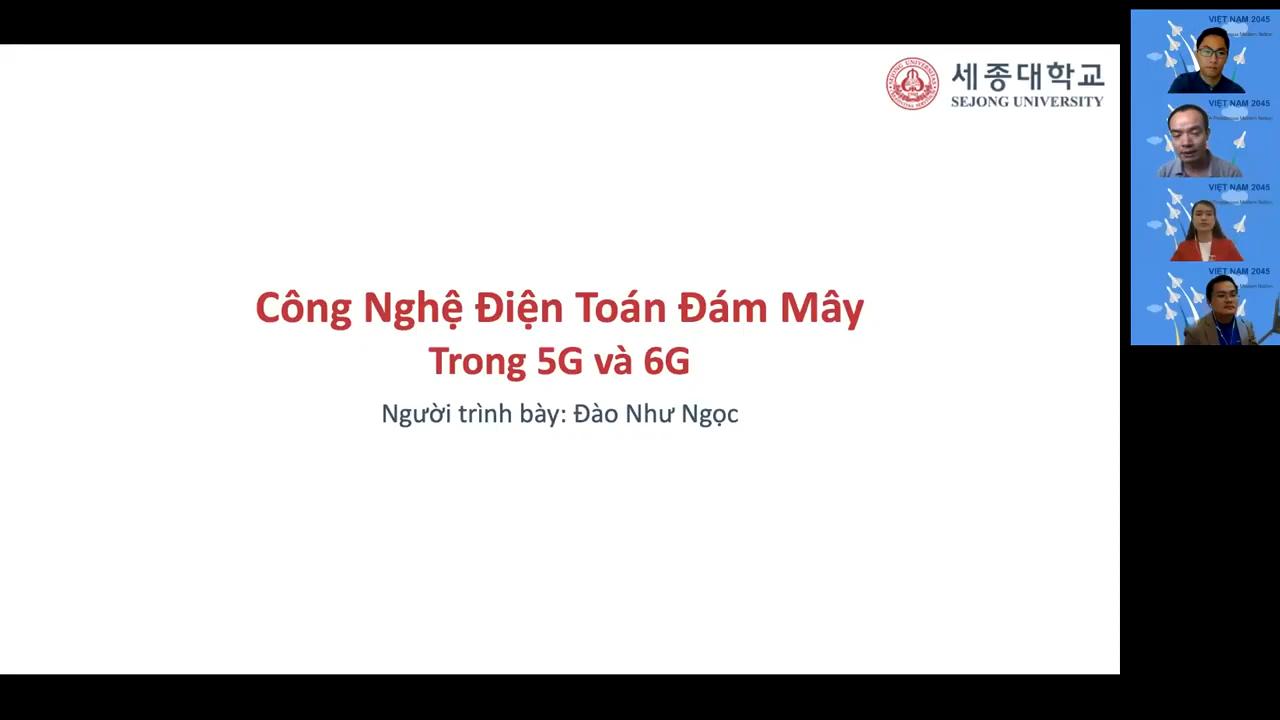 세종대학교
SEJONG UNIVERSITY
Công Nghệ Điện Toán Đám Mây
Trong 5G và 6G
Người trình bày: Đào Như Ngọc
VIỆT NAM 2045
VIỆT NAM 2045
VIỆT NAM 2045
VIỆT NAM 2045